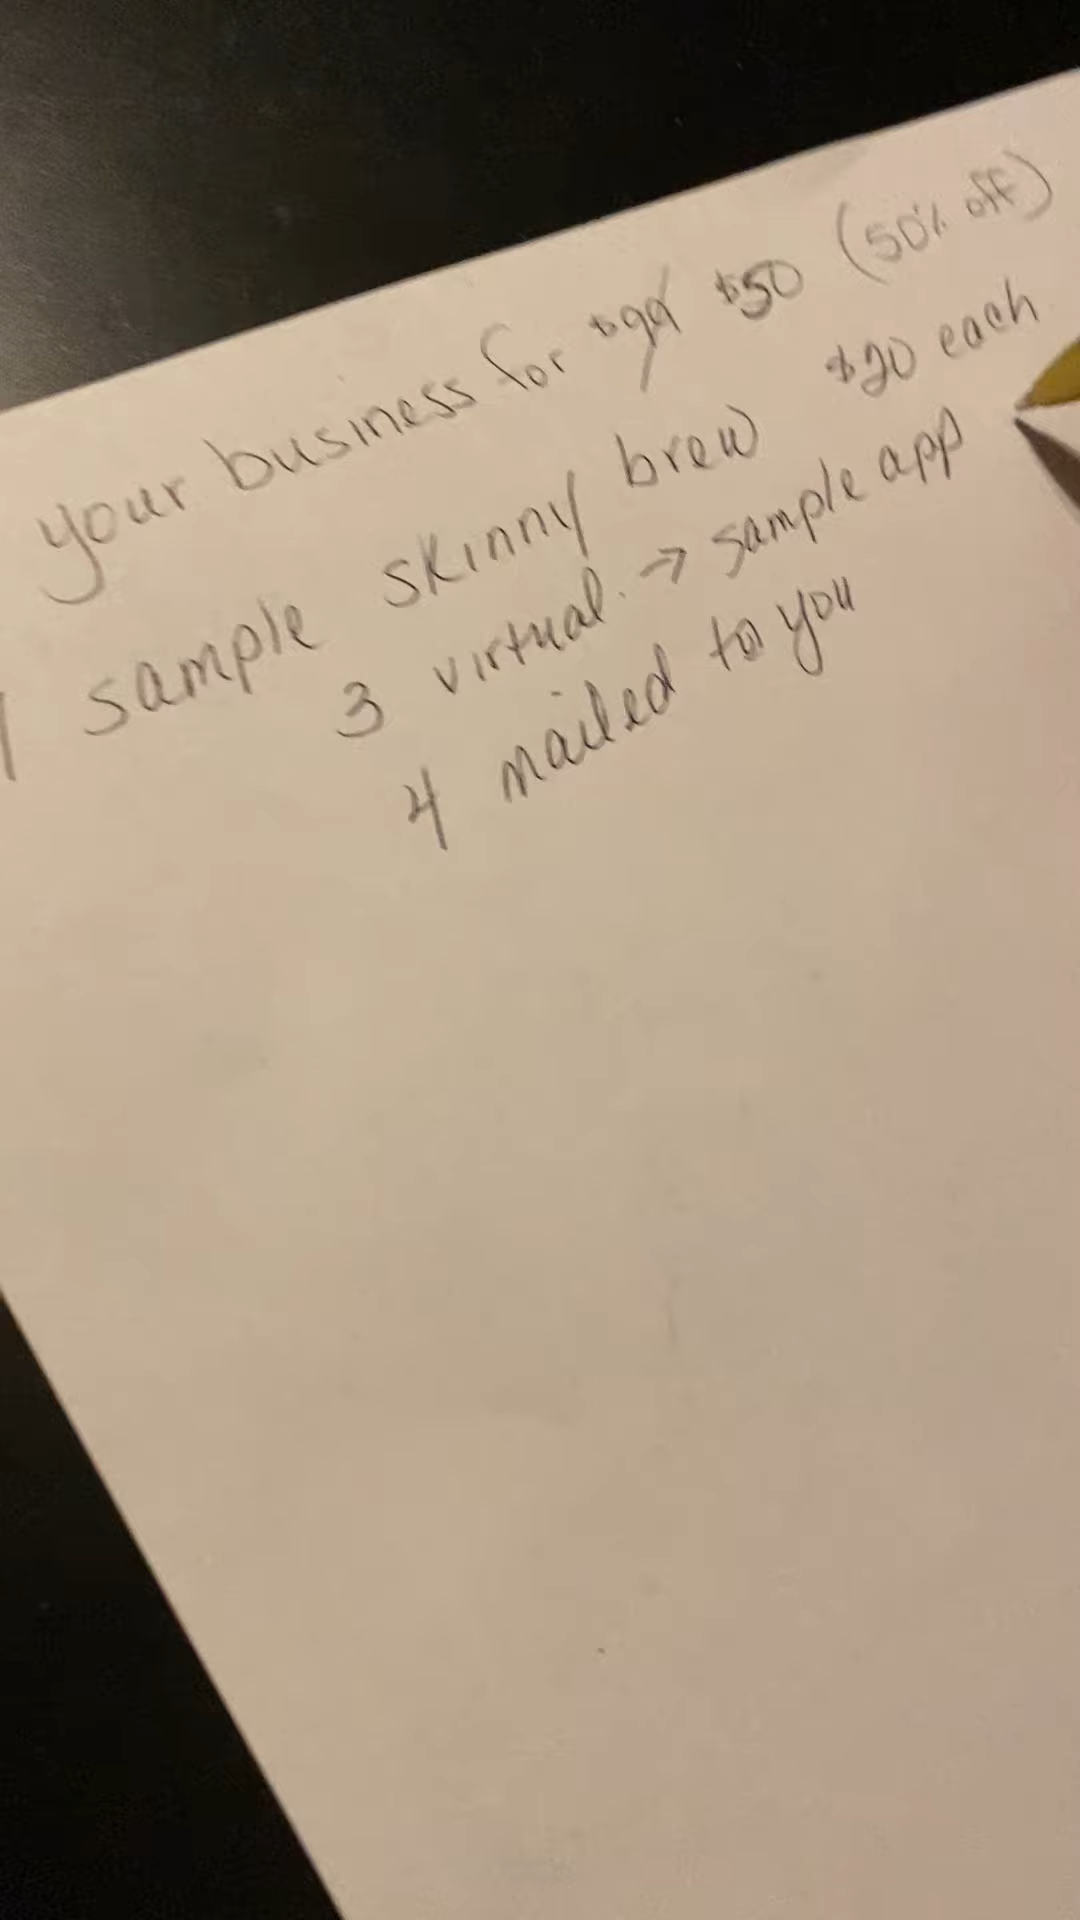 your business for $99 $50 (50% off)
1 sample skinny brew $20 each
3 virtual. → sample app
4 mailed to you